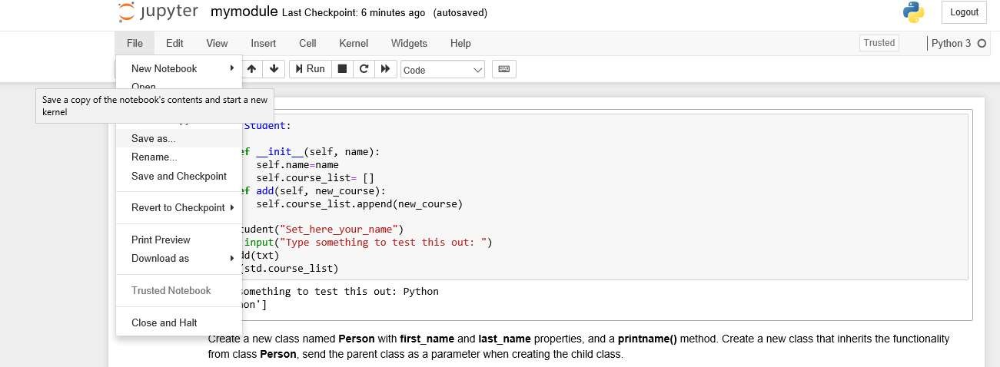 jupyter mymodule Last Checkpoint: 6 minutes ago (autosaved) Logout
File Edit View Insert Cell Kernel Widgets Help Trusted Python 3
New Notebook Run Code
Open
Save a copy of the notebook's contents and start a new
kernel
Student:
Save as...
__init__(self, name):
Rename...
self.name=name
Save and Checkpoint
self.course_list= []
add(self, new_course):
Revert to Checkpoint
self.course_list.append(new_course)
("Set_here_your_name")
Print Preview
input("Type something to test this out: ")
Download as
(txt)
(std.course_list)
Trusted Notebook
something to test this out: Python
']
Close and Halt
Create a new class named Person with first_name and last_name properties, and a printname() method. Create a new class that inherits the functionality
from class Person, send the parent class as a parameter when creating the child class.